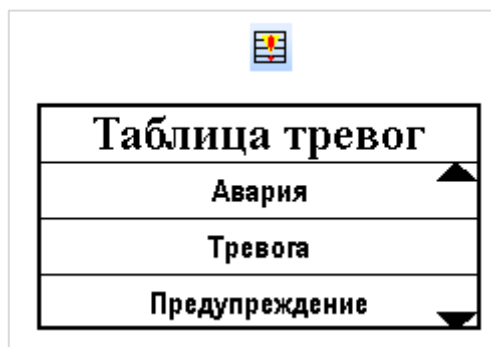 Таблица тревог
Авария
Тревога
Предупреждение